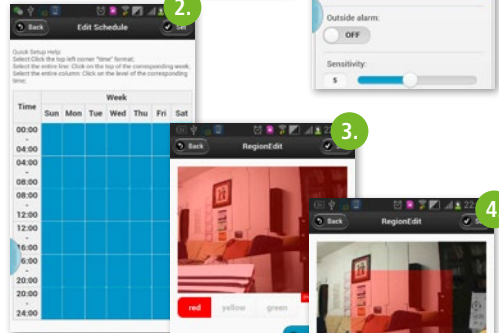 2.
Back
Edit Schedule
Set
Quick Setup Help:
Select:Click the top left corner "time" format;
Select the entire line: Click on the top of the corresponding week;
Select the entire column: Click on the level of the corresponding
time;
Week
Time
Sun Mon Tue Wed Thu Fri Sat
00:00
-
04:00
04:00
-
08:00
08:00
-
12:00
12:00
-
16:00
16:00
-
20:00
20:00
-
24:00
Outside alarm:
OFF
Sensitivity:
5
3.
Back
RegionEdit
red
yellow
green
4
22
Back
RegionEdit